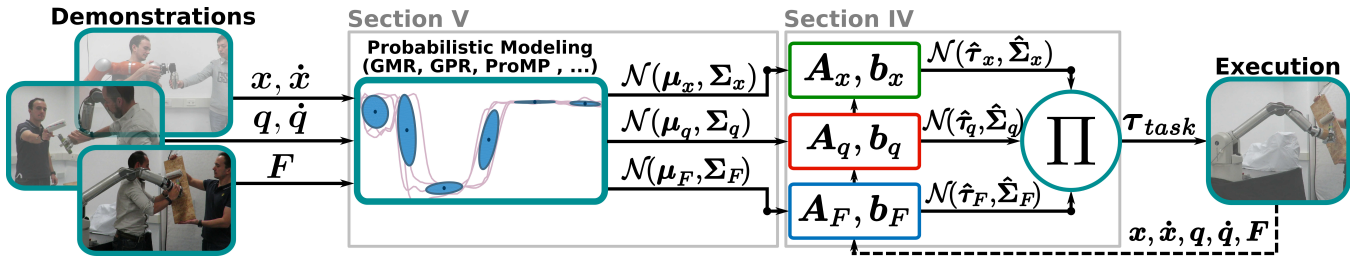 Demonstrations
x, ẋ
q, q̇
F
Section V
Probabilistic Modeling
(GMR, GPR, ProMP , ...)
𝒩(μ_x, Σ_x)
𝒩(μ_q, Σ_q)
𝒩(μ_F, Σ_F)
Section IV
A_x, b_x
A_q, b_q
A_F, b_F
𝒩(τ̂_x, Σ̂_x)
𝒩(τ̂_q, Σ̂_q)
𝒩(τ̂_F, Σ̂_F)
∏
τ_task
Execution
x, ẋ, q, q̇, F